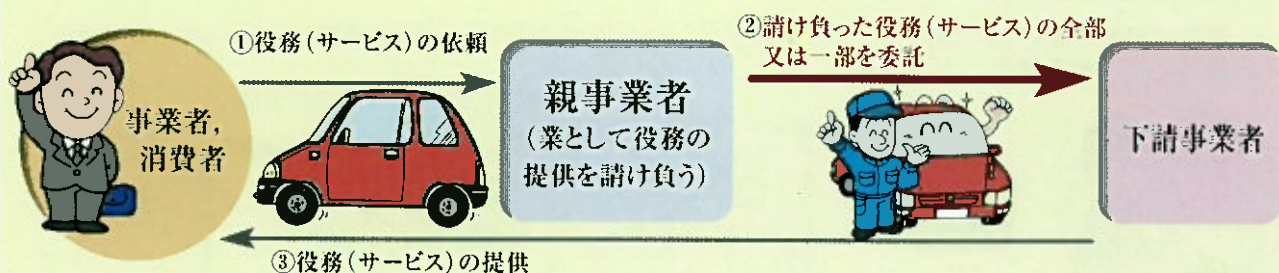 ①役務(サービス)の依頼
②請け負った役務(サービス)の全部
又は一部を委託
事業者,
消費者
親事業者
(業として役務の
提供を請け負う)
下請事業者
③役務(サービス)の提供